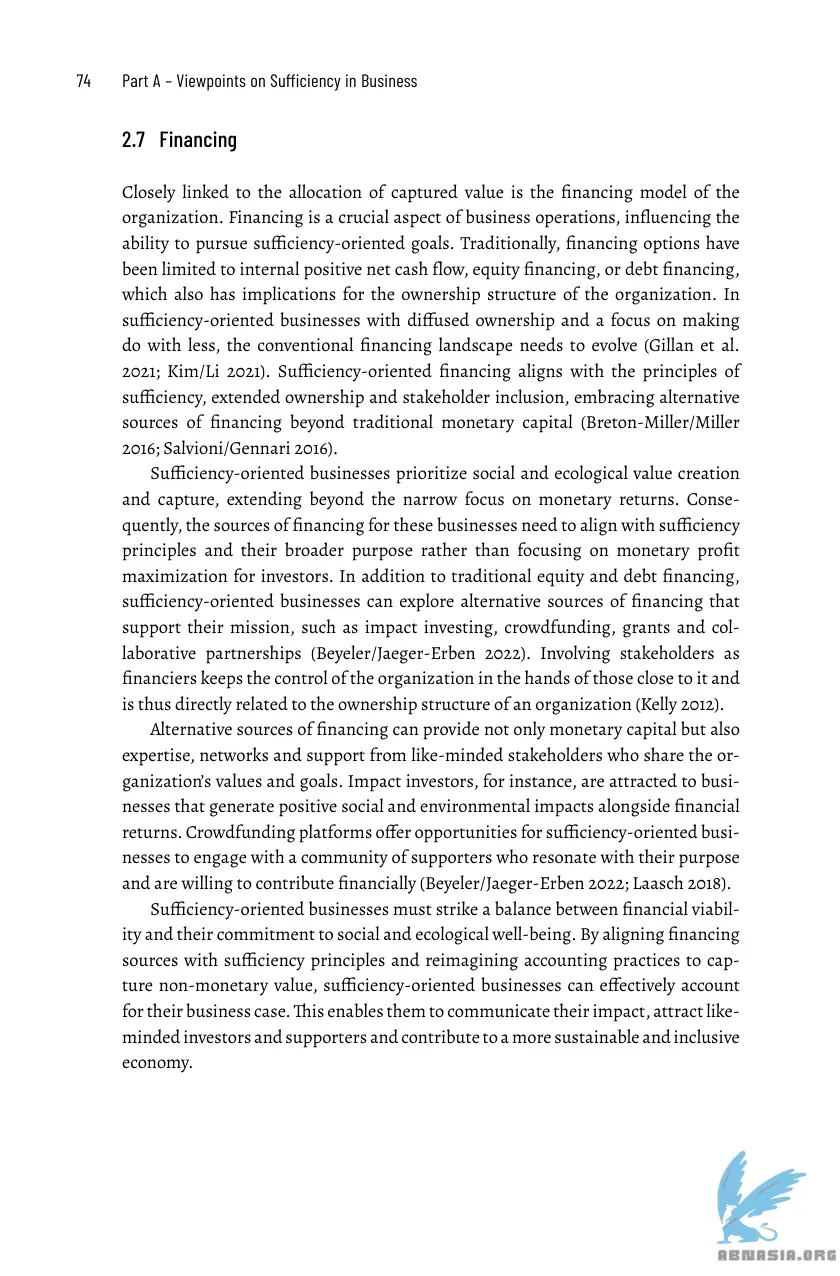 74 Part A – Viewpoints on Sufficiency in Business
2.7 Financing
Closely linked to the allocation of captured value is the financing model of the
organization. Financing is a crucial aspect of business operations, influencing the
ability to pursue sufficiency-oriented goals. Traditionally, financing options have
been limited to internal positive net cash flow, equity financing, or debt financing,
which also has implications for the ownership structure of the organization. In
sufficiency-oriented businesses with diffused ownership and a focus on making
do with less, the conventional financing landscape needs to evolve (Gillan et al.
2021; Kim/Li 2021). Sufficiency-oriented financing aligns with the principles of
sufficiency, extended ownership and stakeholder inclusion, embracing alternative
sources of financing beyond traditional monetary capital (Breton-Miller/Miller
2016; Salvioni/Gennari 2016).
Sufficiency-oriented businesses prioritize social and ecological value creation
and capture, extending beyond the narrow focus on monetary returns. Conse-
quently, the sources of financing for these businesses need to align with sufficiency
principles and their broader purpose rather than focusing on monetary profit
maximization for investors. In addition to traditional equity and debt financing,
sufficiency-oriented businesses can explore alternative sources of financing that
support their mission, such as impact investing, crowdfunding, grants and col-
laborative partnerships (Beyeler/Jaeger-Erben 2022). Involving stakeholders as
financiers keeps the control of the organization in the hands of those close to it and
is thus directly related to the ownership structure of an organization (Kelly 2012).
Alternative sources of financing can provide not only monetary capital but also
expertise, networks and support from like-minded stakeholders who share the or-
ganization’s values and goals. Impact investors, for instance, are attracted to busi-
nesses that generate positive social and environmental impacts alongside financial
returns. Crowdfunding platforms offer opportunities for sufficiency-oriented busi-
nesses to engage with a community of supporters who resonate with their purpose
and are willing to contribute financially (Beyeler/Jaeger-Erben 2022; Laasch 2018).
Sufficiency-oriented businesses must strike a balance between financial viabil-
ity and their commitment to social and ecological well-being. By aligning financing
sources with sufficiency principles and reimagining accounting practices to cap-
ture non-monetary value, sufficiency-oriented businesses can effectively account
for their business case. This enables them to communicate their impact, attract like-
minded investors and supporters and contribute to a more sustainable and inclusive
economy.
ABNASIA.ORG